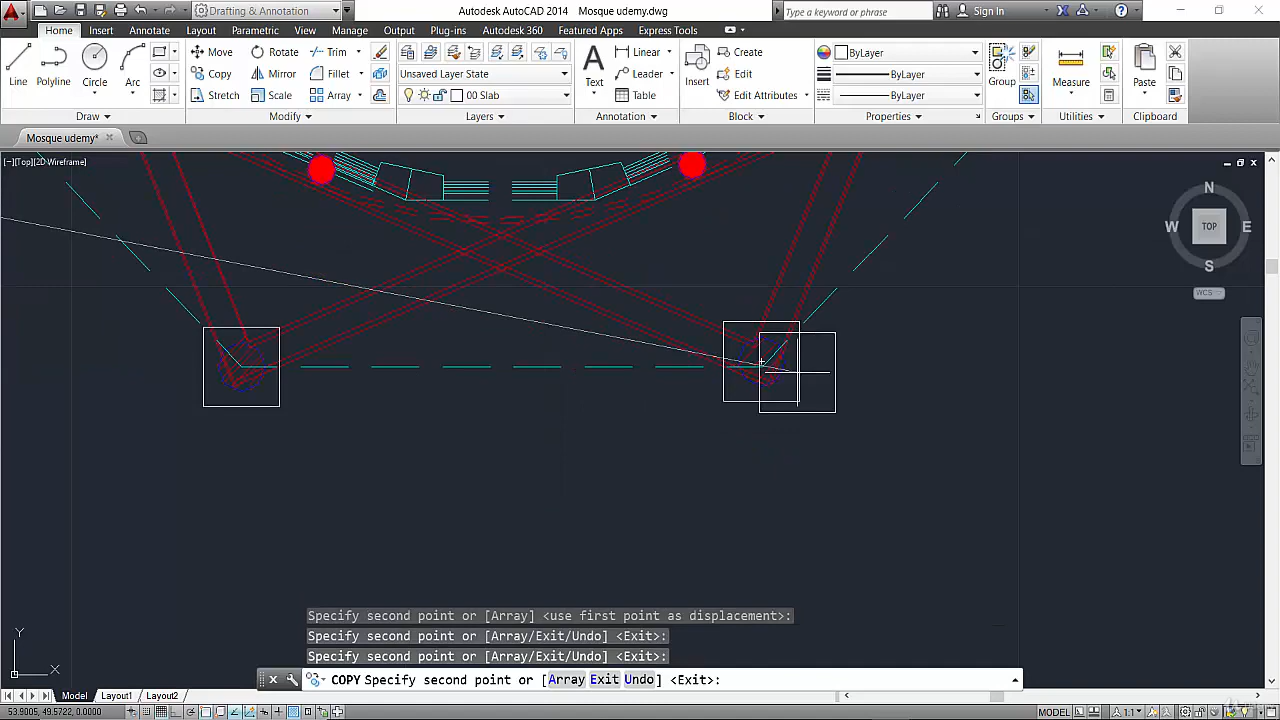 Drafting & Annotation
Autodesk AutoCAD 2014 Mosque udemy.dwg
Type a keyword or phrase
Sign In
Home Insert Annotate Layout Parametric View Manage Output Plug-ins Autodesk 360 Featured Apps Express Tools
Line Polyline Circle Arc
Move Rotate Trim
Copy Mirror Fillet
Stretch Scale Array
Unsaved Layer State
00 Slab
Text Linear
Leader
Table
Insert Create
Edit
Edit Attributes
ByLayer
ByLayer
ByLayer
Group Measure Paste
Draw Modify Layers Annotation Block Properties Groups Utilities Clipboard
Mosque udemy*
[−][Top][2D Wireframe]
N
W TOP E
S
WCS
Specify second point or [Array] <use first point as displacement>:
Specify second point or [Array/Exit/Undo] <Exit>:
Specify second point or [Array/Exit/Undo] <Exit>:
COPY Specify second point or [Array Exit Undo] <Exit>:
Y
X
Model Layout1 Layout2
53.9005, 49.5722, 0.0000
MODEL 1:1